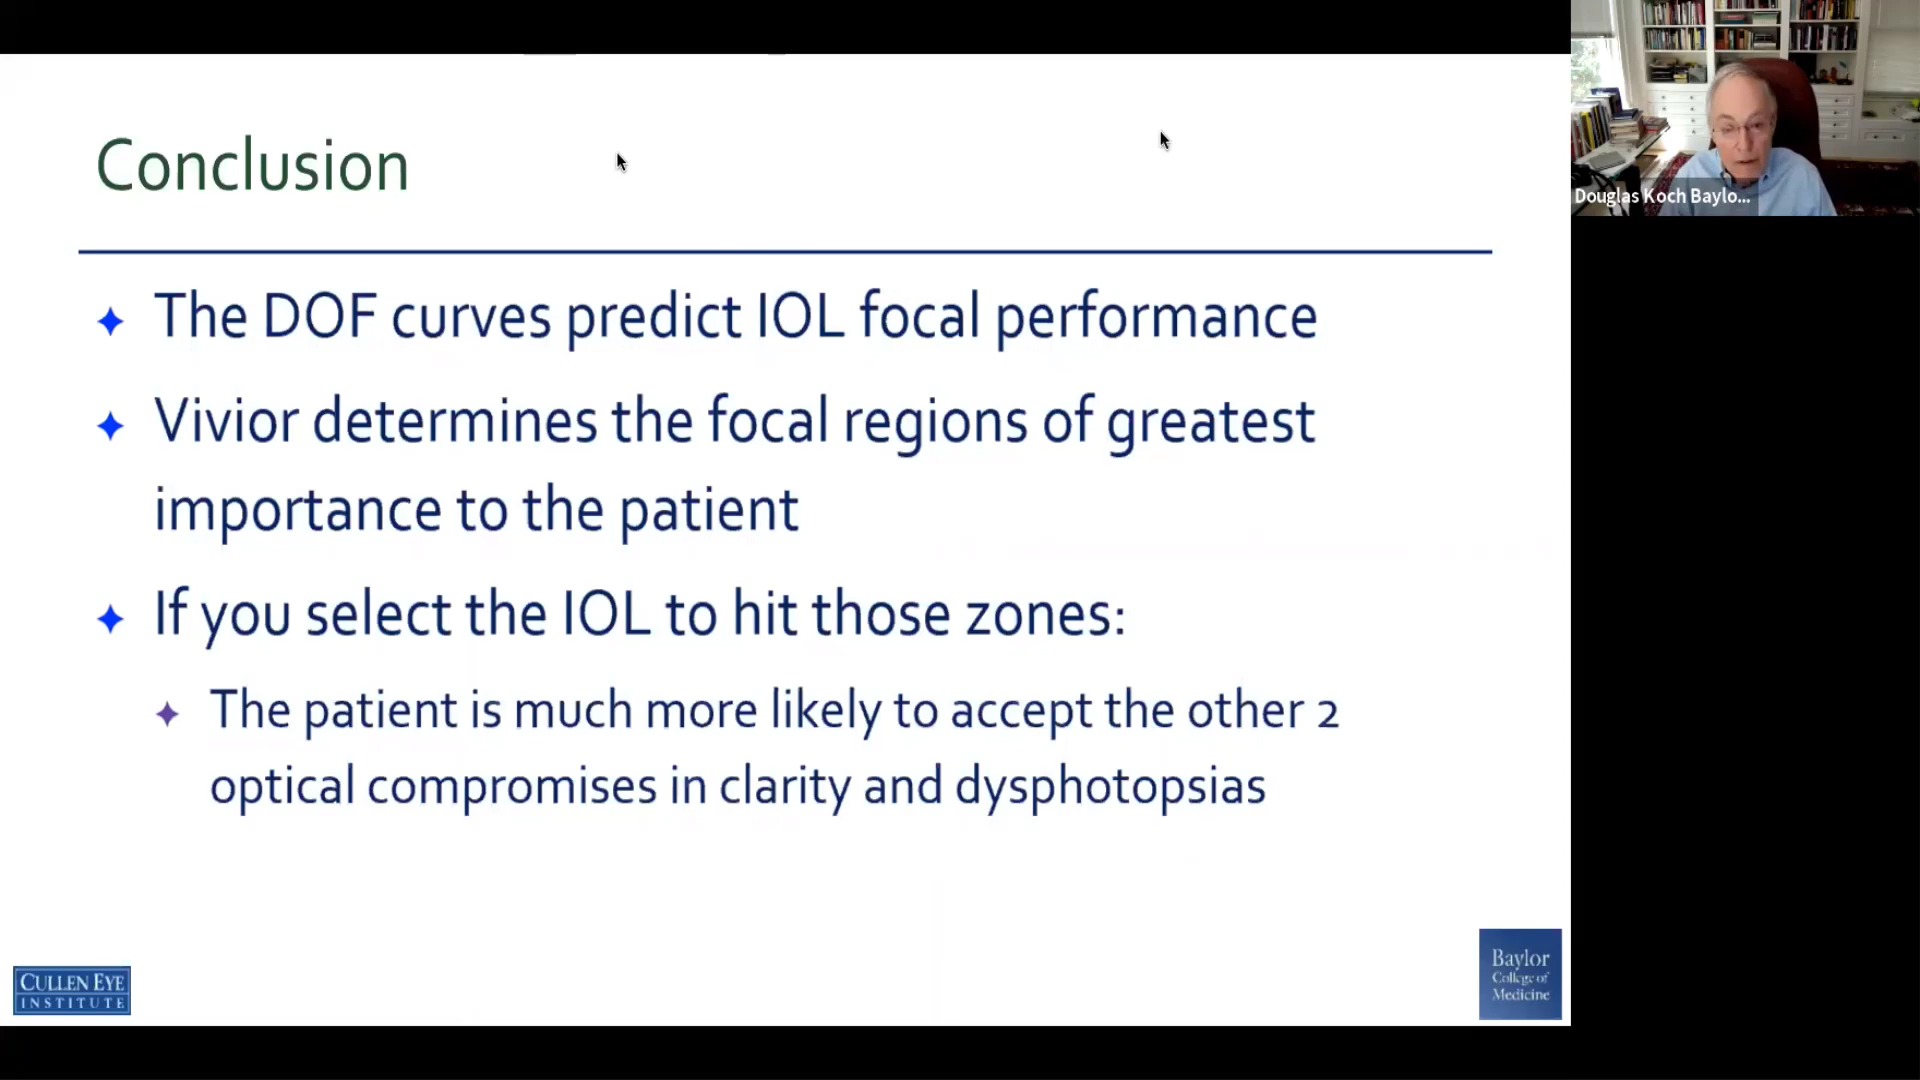 Conclusion
The DOF curves predict IOL focal performance
Vivior determines the focal regions of greatest
importance to the patient
If you select the IOL to hit those zones:
The patient is much more likely to accept the other 2
optical compromises in clarity and dysphotopsias
CULLEN EYE
INSTITUTE
Baylor
College of
Medicine
Douglas Koch Baylo...